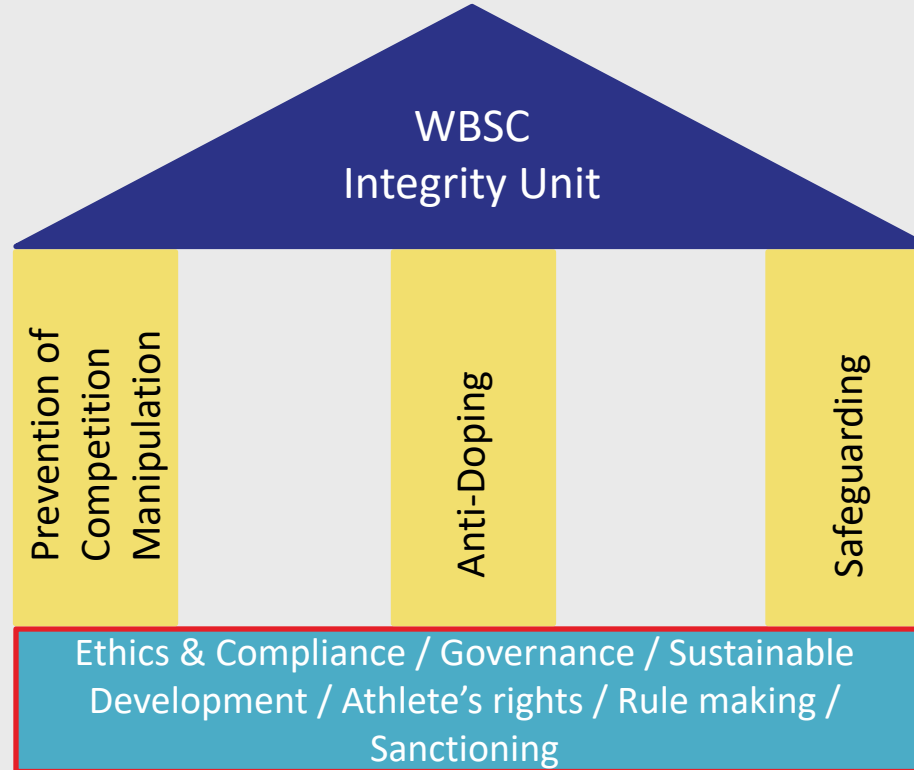 WBSC
Integrity Unit
Prevention of
Competition
Manipulation
Anti-Doping
Safeguarding
Ethics & Compliance / Governance / Sustainable
Development / Athlete’s rights / Rule making /
Sanctioning